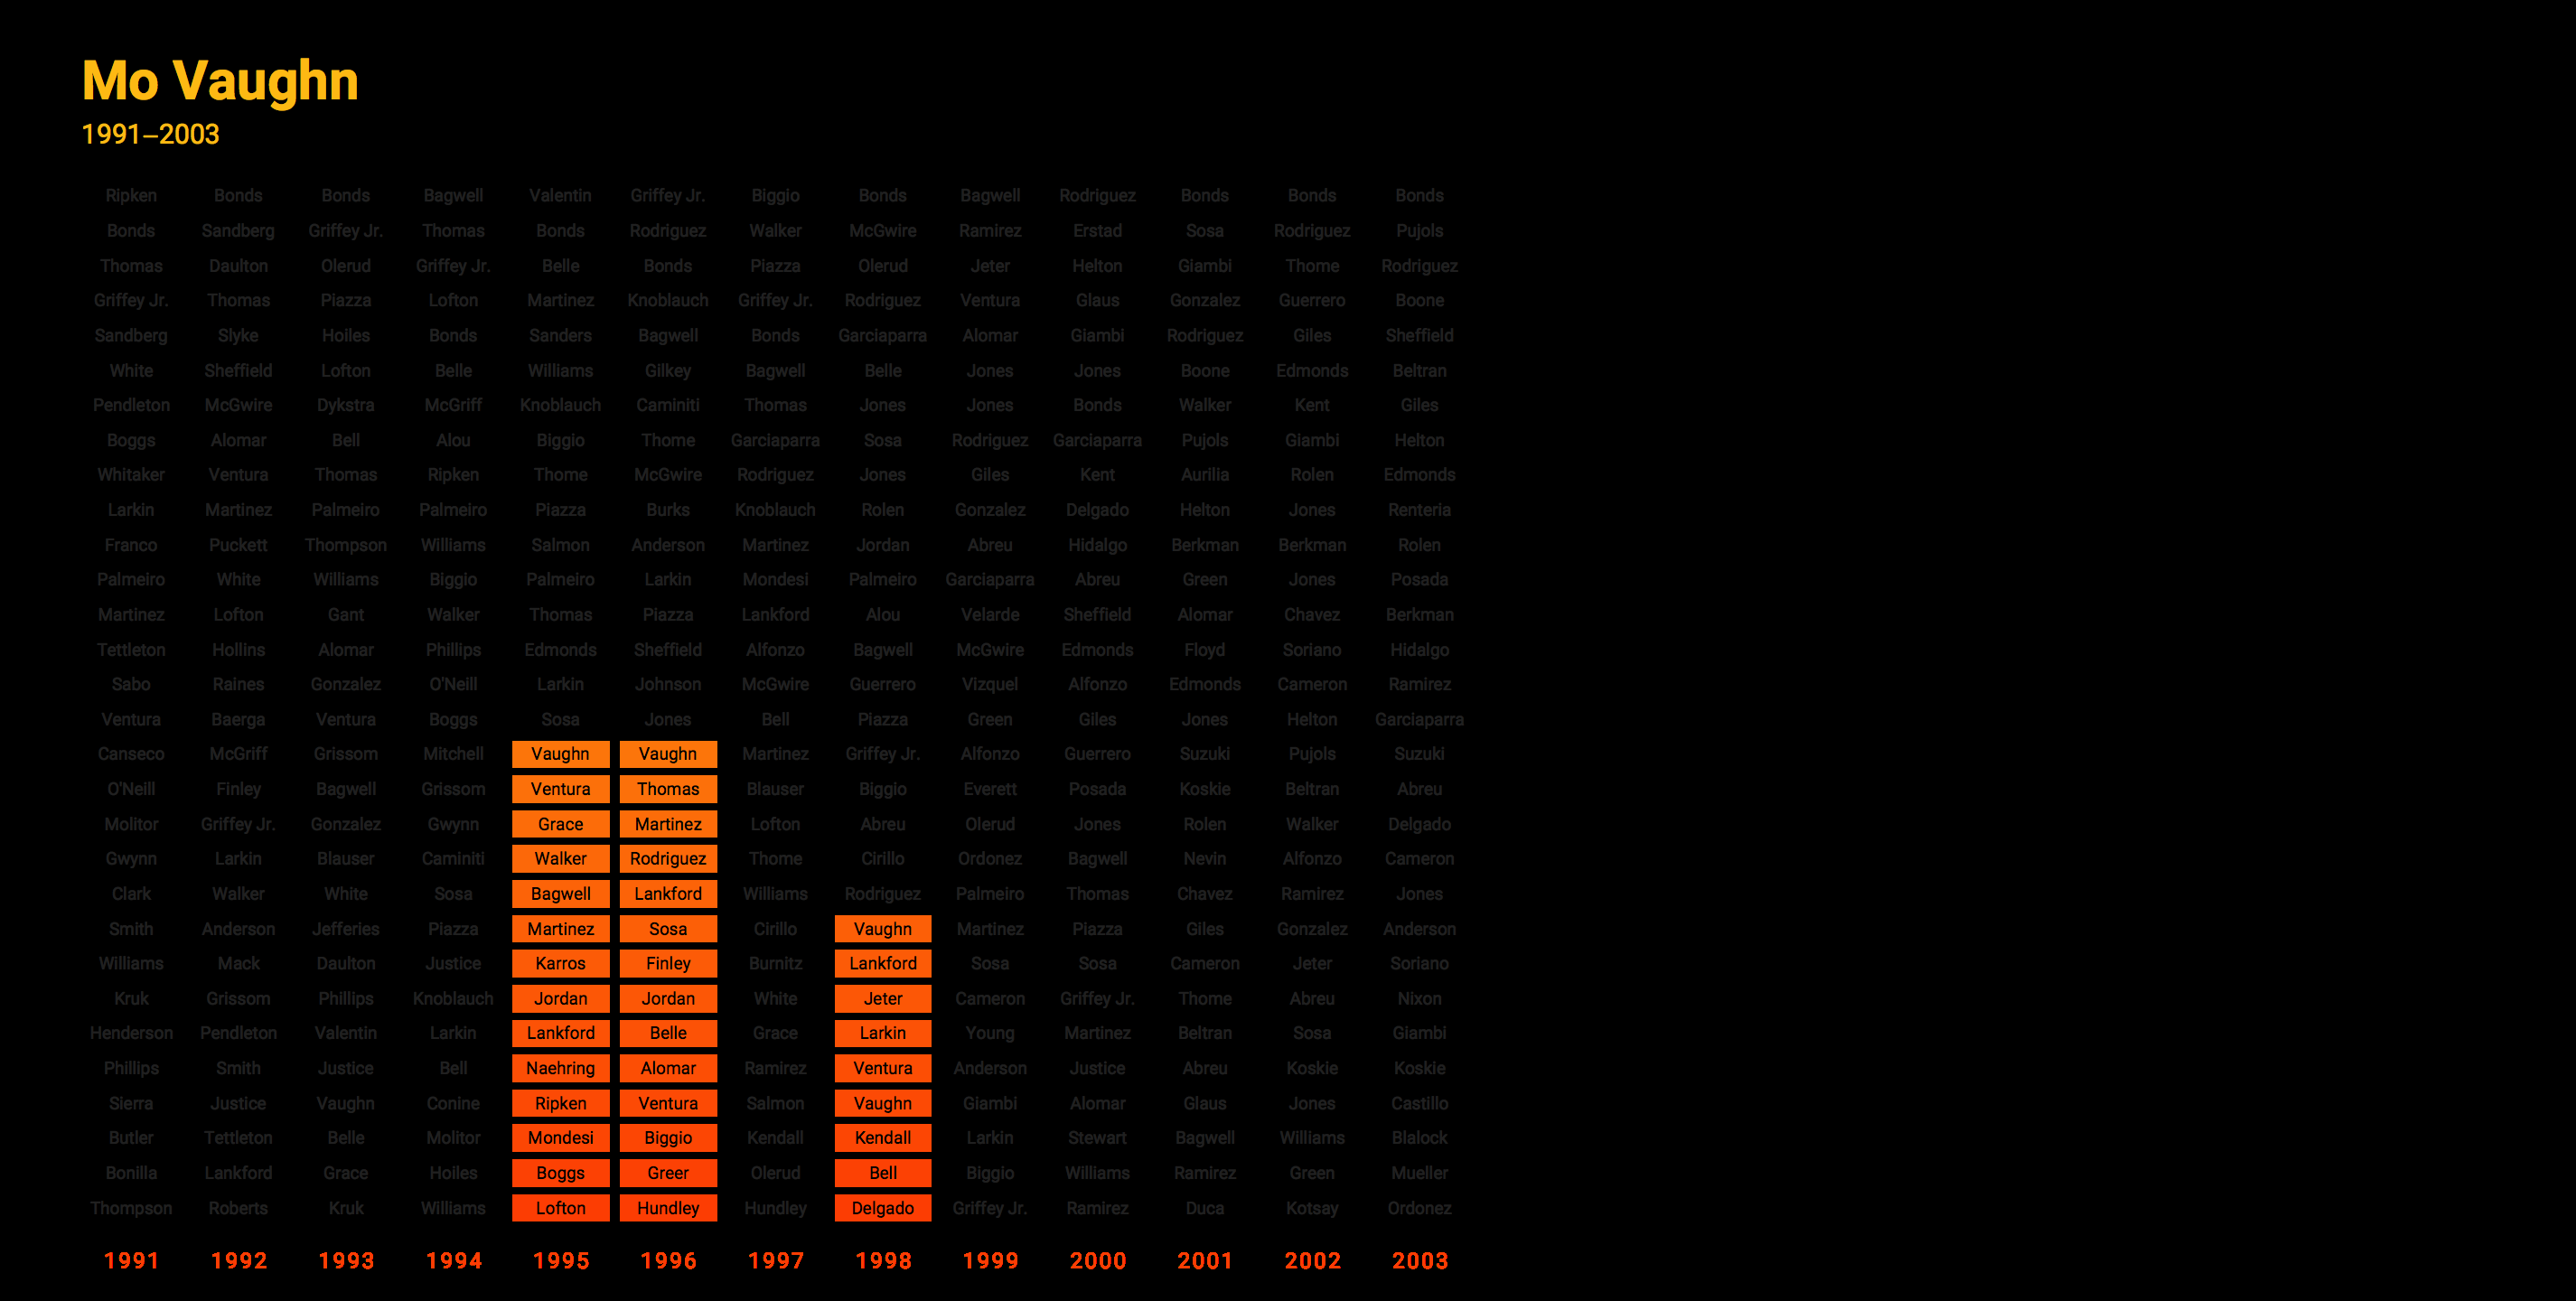 Mo Vaughn
1991–2003
Ripken Bonds Bonds Bagwell Valentin Griffey Jr. Biggio Bonds Bagwell Rodriguez Bonds Bonds Bonds
Bonds Sandberg Griffey Jr. Thomas Bonds Rodriguez Walker McGwire Ramirez Erstad Sosa Rodriguez Pujols
Thomas Daulton Olerud Griffey Jr. Belle Bonds Piazza Olerud Jeter Helton Giambi Thome Rodriguez
Griffey Jr. Thomas Piazza Lofton Martinez Knoblauch Griffey Jr. Rodriguez Ventura Glaus Gonzalez Guerrero Boone
Sandberg Slyke Hoiles Bonds Sanders Bagwell Bonds Garciaparra Alomar Giambi Rodriguez Giles Sheffield
White Sheffield Lofton Belle Williams Gilkey Bagwell Belle Jones Jones Boone Edmonds Beltran
Pendleton McGwire Dykstra McGriff Knoblauch Caminiti Thomas Jones Jones Bonds Walker Kent Giles
Boggs Alomar Bell Alou Biggio Thome Garciaparra Sosa Rodriguez Garciaparra Pujols Giambi Helton
Whitaker Ventura Thomas Ripken Thome McGwire Rodriguez Jones Giles Kent Aurilia Rolen Edmonds
Larkin Martinez Palmeiro Palmeiro Piazza Burks Knoblauch Rolen Gonzalez Delgado Helton Jones Renteria
Franco Puckett Thompson Williams Salmon Anderson Martinez Jordan Abreu Hidalgo Berkman Berkman Rolen
Palmeiro White Williams Biggio Palmeiro Larkin Mondesi Palmeiro Garciaparra Abreu Green Jones Posada
Martinez Lofton Gant Walker Thomas Piazza Lankford Alou Velarde Sheffield Alomar Chavez Berkman
Tettleton Hollins Alomar Phillips Edmonds Sheffield Alfonzo Bagwell McGwire Edmonds Floyd Soriano Hidalgo
Sabo Raines Gonzalez O'Neill Larkin Johnson McGwire Guerrero Vizquel Alfonzo Edmonds Cameron Ramirez
Ventura Baerga Ventura Boggs Sosa Jones Bell Piazza Green Giles Jones Helton Garciaparra
Canseco McGriff Grissom Mitchell Vaughn Vaughn Martinez Griffey Jr. Alfonzo Guerrero Suzuki Pujols Suzuki
O'Neill Finley Bagwell Grissom Ventura Thomas Blauser Biggio Everett Posada Koskie Beltran Abreu
Molitor Griffey Jr. Gonzalez Gwynn Grace Martinez Lofton Abreu Olerud Jones Rolen Walker Delgado
Gwynn Larkin Blauser Caminiti Walker Rodriguez Thome Cirillo Ordonez Bagwell Nevin Alfonzo Cameron
Clark Walker White Sosa Bagwell Lankford Williams Rodriguez Palmeiro Thomas Chavez Ramirez Jones
Smith Anderson Jefferies Piazza Martinez Sosa Cirillo Vaughn Martinez Piazza Giles Gonzalez Anderson
Williams Mack Daulton Justice Karros Finley Burnitz Lankford Sosa Sosa Cameron Jeter Soriano
Kruk Grissom Phillips Knoblauch Jordan Jordan White Jeter Cameron Griffey Jr. Thome Abreu Nixon
Henderson Pendleton Valentin Larkin Lankford Belle Grace Larkin Young Martinez Beltran Sosa Giambi
Phillips Smith Justice Bell Naehring Alomar Ramirez Ventura Anderson Justice Abreu Koskie Koskie
Sierra Justice Vaughn Conine Ripken Ventura Salmon Vaughn Giambi Alomar Glaus Jones Castillo
Butler Tettleton Belle Molitor Mondesi Biggio Kendall Kendall Larkin Stewart Bagwell Williams Blalock
Bonilla Lankford Grace Hoiles Boggs Greer Olerud Bell Biggio Williams Ramirez Green Mueller
Thompson Roberts Kruk Williams Lofton Hundley Hundley Delgado Griffey Jr. Ramirez Duca Kotsay Ordonez
1991 1992 1993 1994 1995 1996 1997 1998 1999 2000 2001 2002 2003